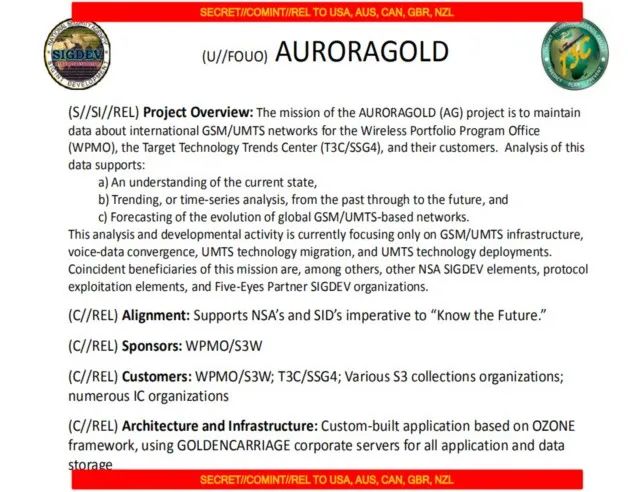 SECRET//COMINT//REL TO USA, AUS, CAN, GBR, NZL
SIGDEV
(U//FOUO) AURORAGOLD
(S//SI//REL) Project Overview: The mission of the AURORAGOLD (AG) project is to maintain
data about international GSM/UMTS networks for the Wireless Portfolio Program Office
(WPMO), the Target Technology Trends Center (T3C/SSG4), and their customers. Analysis of this
data supports:
a) An understanding of the current state,
b) Trending, or time-series analysis, from the past through to the future, and
c) Forecasting of the evolution of global GSM/UMTS-based networks.
This analysis and developmental activity is currently focusing only on GSM/UMTS infrastructure,
voice-data convergence, UMTS technology migration, and UMTS technology deployments.
Coincident beneficiaries of this mission are, among others, other NSA SIGDEV elements, protocol
exploitation elements, and Five-Eyes Partner SIGDEV organizations.
(C//REL) Alignment: Supports NSA’s and SID’s imperative to “Know the Future.”
(C//REL) Sponsors: WPMO/S3W
(C//REL) Customers: WPMO/S3W; T3C/SSG4; Various S3 collections organizations;
numerous IC organizations
(C//REL) Architecture and Infrastructure: Custom-built application based on OZONE
framework, using GOLDENCARRIAGE corporate servers for all application and data
storage
SECRET//COMINT//REL TO USA, AUS, CAN, GBR, NZL